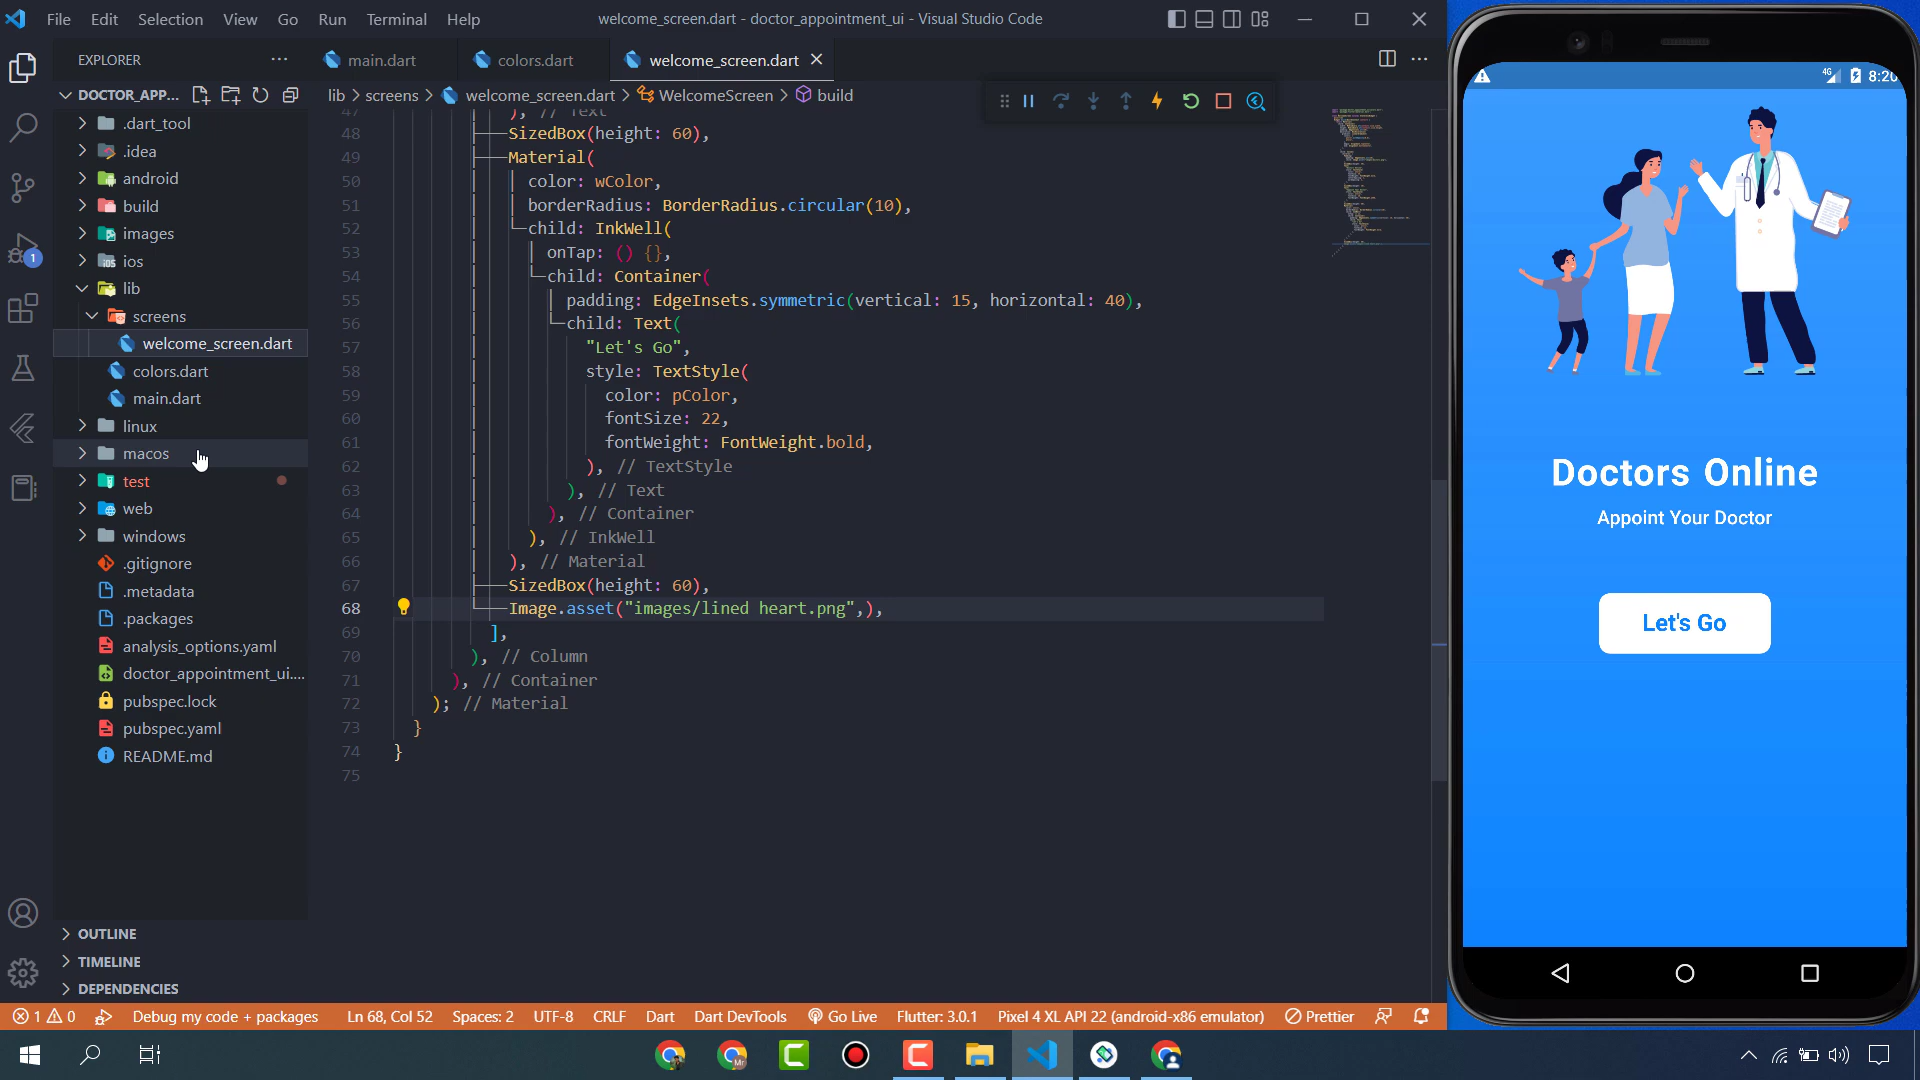 File Edit Selection View Go Run Terminal Help
welcome_screen.dart - doctor_appointment_ui - Visual Studio Code
EXPLORER
main.dart
colors.dart
welcome_screen.dart
DOCTOR_APP...
lib > screens > welcome_screen.dart > WelcomeScreen > build
.dart_tool
.idea
android
build
images
ios
lib
screens
welcome_screen.dart
colors.dart
main.dart
linux
macos
test
web
windows
.gitignore
.metadata
.packages
analysis_options.yaml
doctor_appointment_ui....
pubspec.lock
pubspec.yaml
README.md
OUTLINE
TIMELINE
DEPENDENCIES
1
47 ), // Text
48 SizedBox(height: 60),
49 Material(
50 color: wColor,
51 borderRadius: BorderRadius.circular(10),
52 child: InkWell(
53 onTap: () {},
54 child: Container(
55 padding: EdgeInsets.symmetric(vertical: 15, horizontal: 40),
56 child: Text(
57 "Let's Go",
58 style: TextStyle(
59 color: pColor,
60 fontSize: 22,
61 fontWeight: FontWeight.bold,
62 ), // TextStyle
63 ), // Text
64 ), // Container
65 ), // InkWell
66 ), // Material
67 SizedBox(height: 60),
68 Image.asset("images/lined heart.png",),
69 ],
70 ), // Column
71 ), // Container
72 ); // Material
73 }
74 }
75
4G 8:20
Doctors Online
Appoint Your Doctor
Let's Go
1 0 Debug my code + packages Ln 68, Col 52 Spaces: 2 UTF-8 CRLF Dart Dart DevTools Go Live Flutter: 3.0.1 Pixel 4 XL API 22 (android-x86 emulator) Prettier